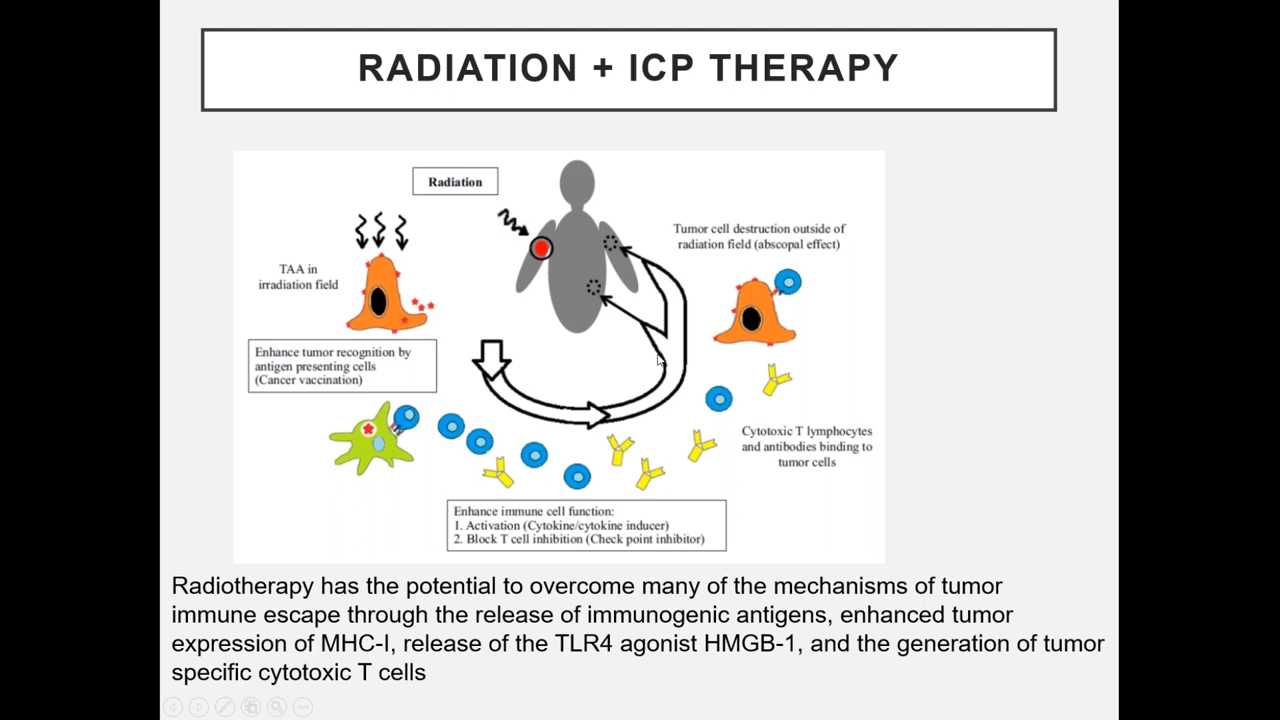 RADIATION + ICP THERAPY
Radiation
TAA in
irradiation field
Tumor cell destruction outside of
radiation field (abscopal effect)
Enhance tumor recognition by
antigen presenting cells
(Cancer vaccination)
Cytotoxic T lymphocytes
and antibodies binding to
tumor cells
Enhance immune cell function:
1. Activation (Cytokine/cytokine inducer)
2. Block T cell inhibition (Check point inhibitor)
Radiotherapy has the potential to overcome many of the mechanisms of tumor
immune escape through the release of immunogenic antigens, enhanced tumor
expression of MHC-I, release of the TLR4 agonist HMGB-1, and the generation of tumor
specific cytotoxic T cells